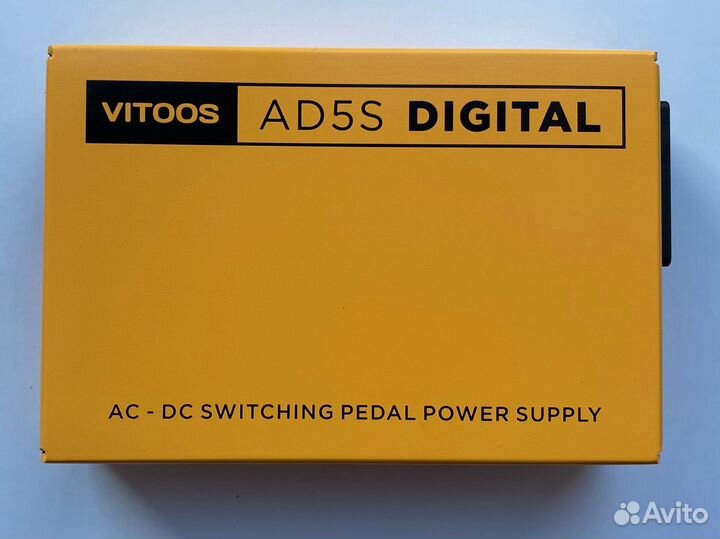 VITOOS AD5S DIGITAL
AC - DC SWITCHING PEDAL POWER SUPPLY
Avito